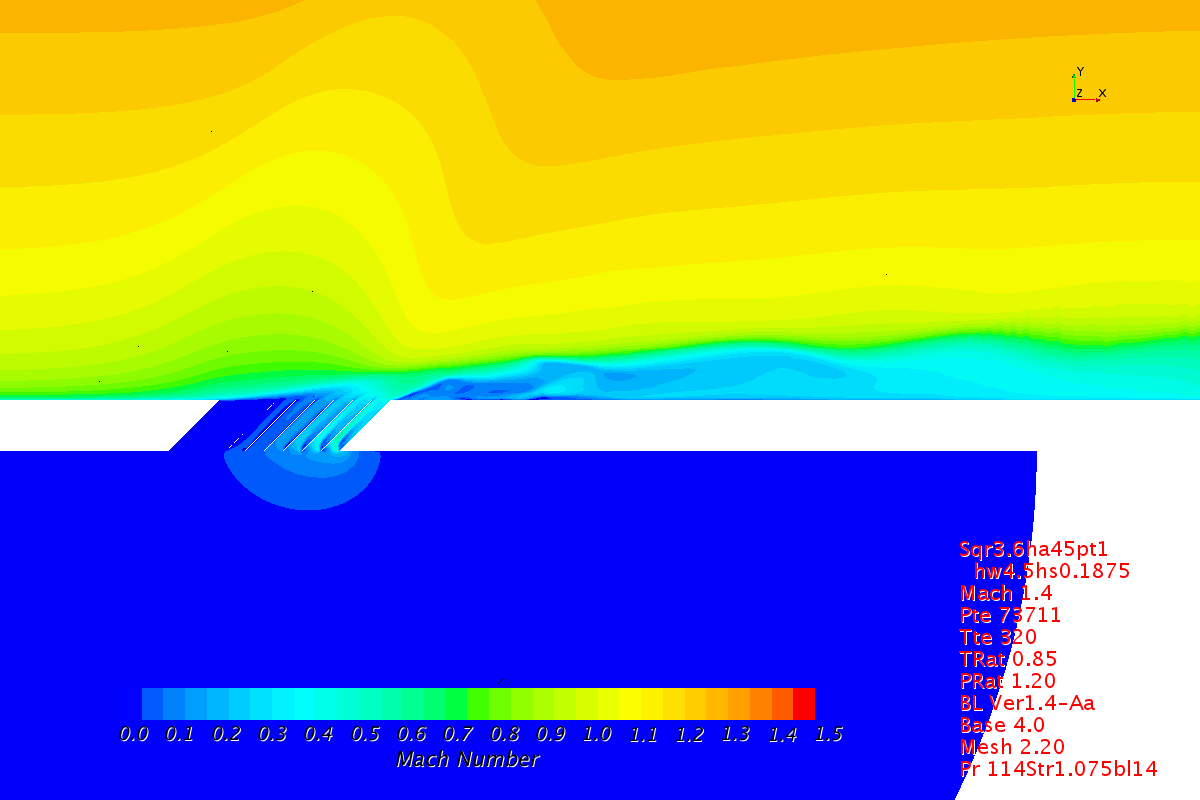 Y
Z X
Sqr3.6ha45pt1
hw4.5hs0.1875
Mach 1.4
Pte 73711
Tte 320
TRat 0.85
PRat 1.20
BL Ver1.4-Aa
Base 4.0
Mesh 2.20
Pr 114Str1.075bl14
0.0 0.1 0.2 0.3 0.4 0.5 0.6 0.7 0.8 0.9 1.0 1.1 1.2 1.3 1.4 1.5
Mach Number